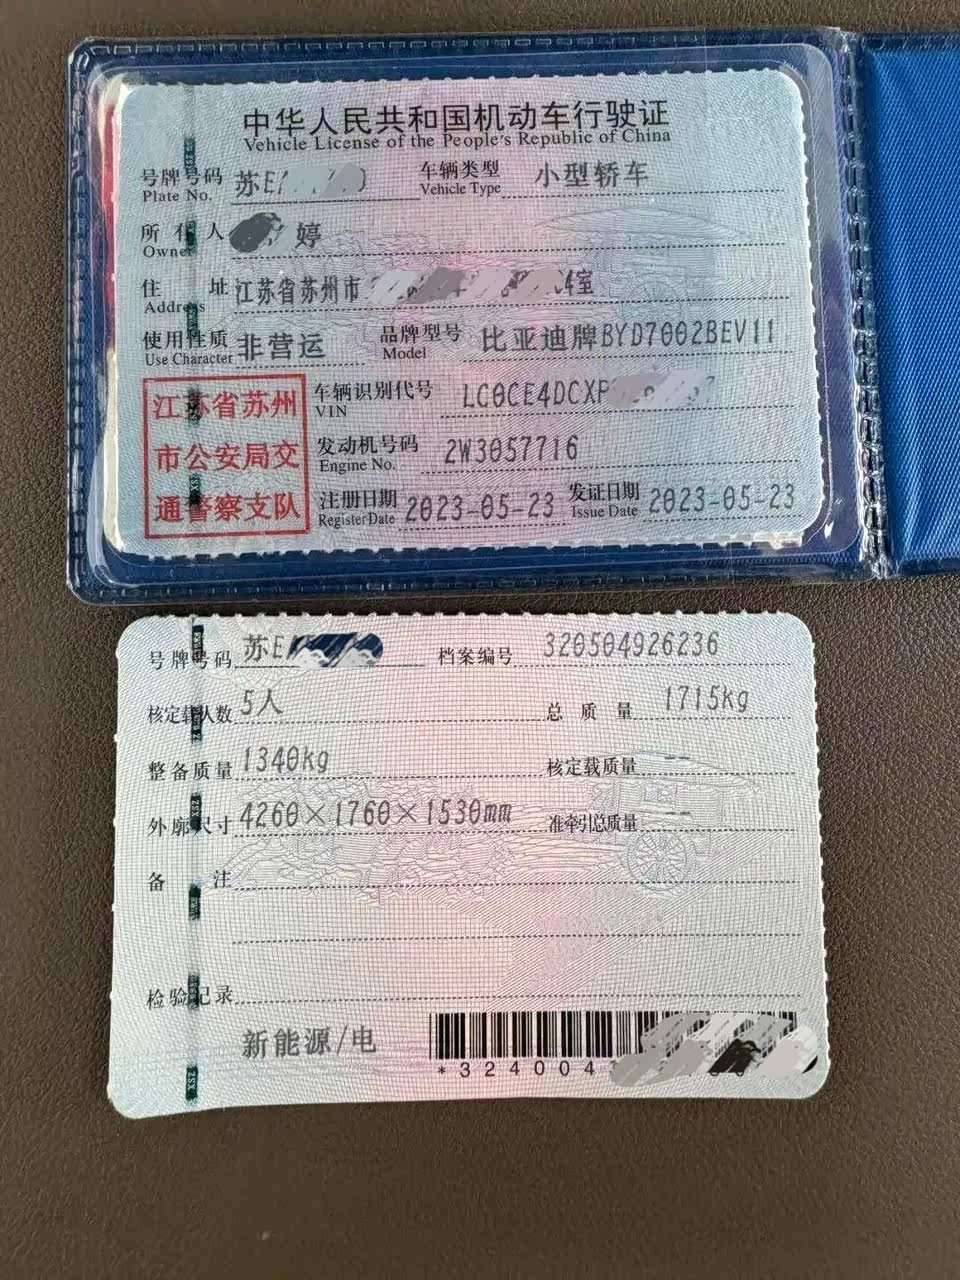 中华人民共和国机动车行驶证
Vehicle License of the People's Republic of China
号牌号码 苏E 车辆类型 小型轿车
Plate No. Vehicle Type
所有人 婷
Owner
住址 江苏省苏州市 室
Address
使用性质 非营运 品牌型号 比亚迪牌BYD7002BEV11
Use Character Model
江苏省苏州 车辆识别代号 LC0CE4DCXP
VIN
市公安局交 发动机号码 2W3057716
Engine No.
通警察支队 注册日期 2023-05-23 发证日期 2023-05-23
Register Date Issue Date
号牌号码 苏E 档案编号 320504926236
核定载人数 5人 总质量 1715kg
整备质量 1340kg 核定载质量 --
外廓尺寸 4260×1760×1530mm 准牵引总质量 --
备注
检验记录
新能源/电
*324004